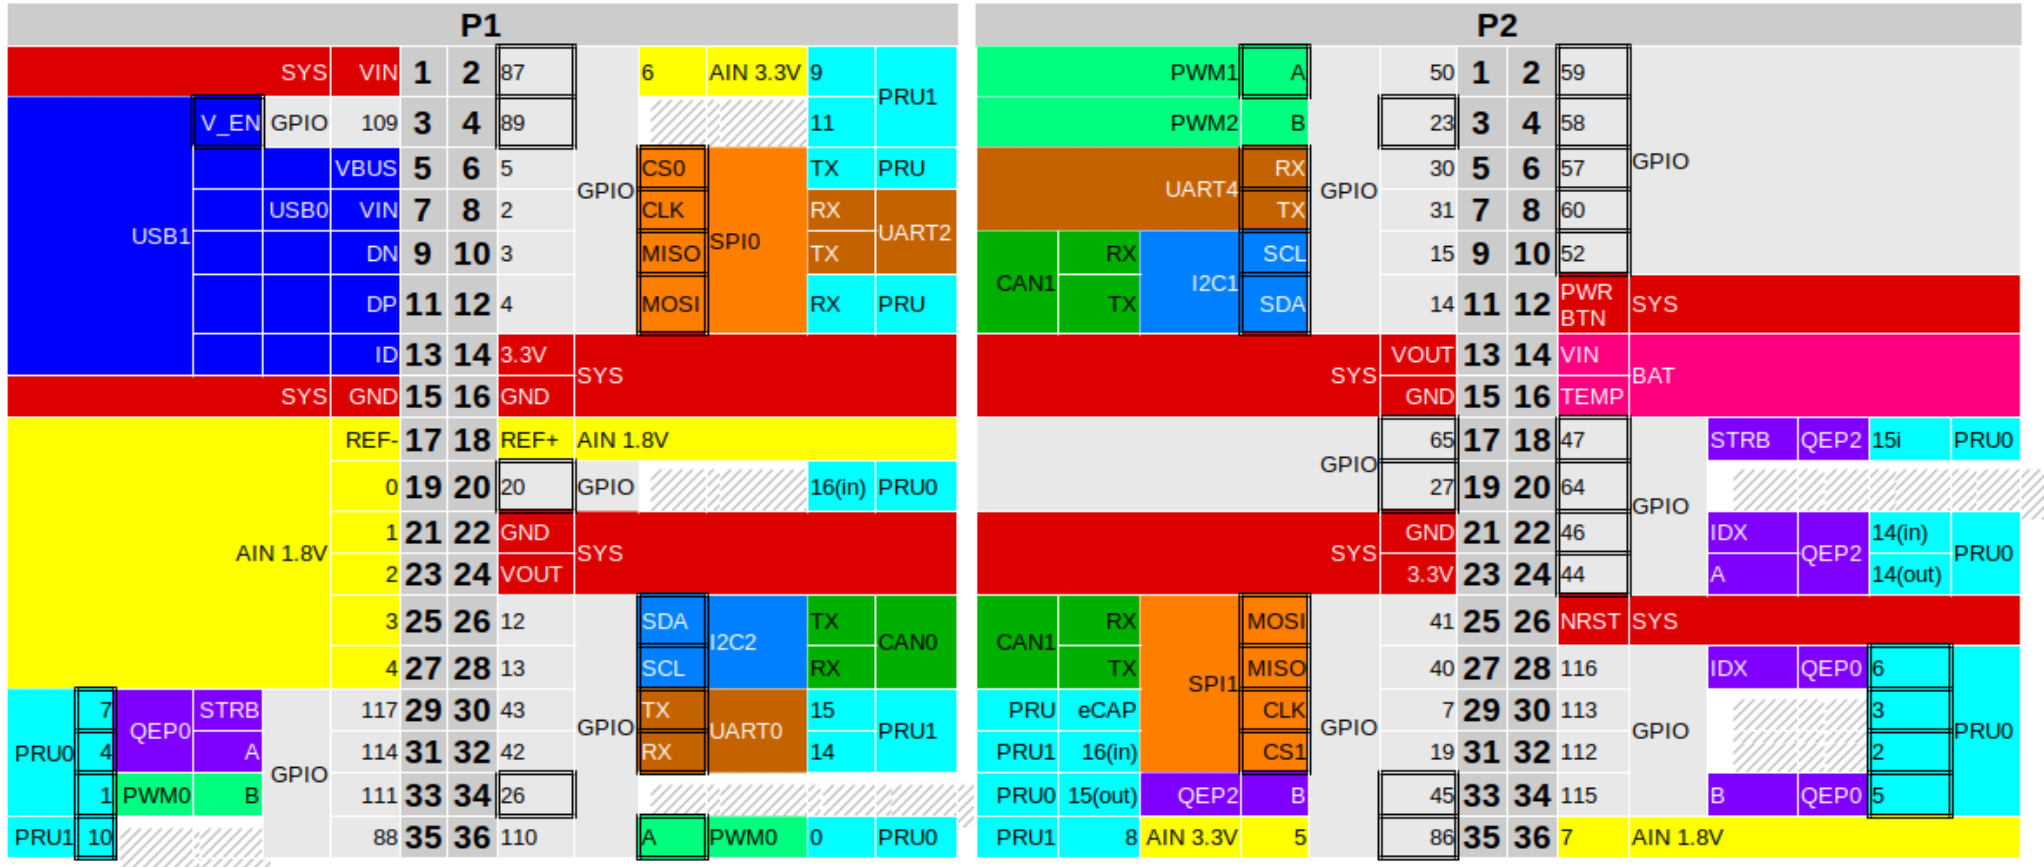 P1 P2
SYS VIN 1 2 87 6 AIN 3.3V 9 PRU1 PWM1 A 50 1 2 59 GPIO
USB1 V_EN GPIO 109 3 4 89 GPIO 11 PWM2 B GPIO 23 3 4 58
VBUS 5 6 5 CS0 SPI0 TX PRU UART4 RX 30 5 6 57
USB0 VIN 7 8 2 CLK RX UART2 TX 31 7 8 60
DN 9 10 3 MISO TX CAN1 RX I2C1 SCL 15 9 10 52
DP 11 12 4 MOSI RX PRU TX SDA 14 11 12 PWR BTN SYS
ID 13 14 3.3V SYS SYS VOUT 13 14 VIN BAT
SYS GND 15 16 GND GND 15 16 TEMP
AIN 1.8V REF- 17 18 REF+ AIN 1.8V GPIO 65 17 18 47 GPIO STRB QEP2 15i PRU0
0 19 20 20 GPIO 16(in) PRU0 27 19 20 64
1 21 22 GND SYS SYS GND 21 22 46 IDX QEP2 14(in) PRU0
2 23 24 VOUT 3.3V 23 24 44 A 14(out)
3 25 26 12 GPIO SDA I2C2 TX CAN0 CAN1 RX SPI1 MOSI GPIO 41 25 26 NRST SYS
4 27 28 13 SCL RX TX MISO 40 27 28 116 GPIO IDX QEP0 6 PRU0
PRU0 7 QEP0 STRB GPIO 117 29 30 43 TX UART0 15 PRU1 PRU eCAP CLK 7 29 30 113 3
4 A 114 31 32 42 RX 14 PRU1 16(in) CS1 19 31 32 112 2
1 PWM0 B 111 33 34 26 PRU0 15(out) QEP2 B 45 33 34 115 B QEP0 5
PRU1 10 88 35 36 110 A PWM0 0 PRU0 PRU1 8 AIN 3.3V 5 86 35 36 7 AIN 1.8V